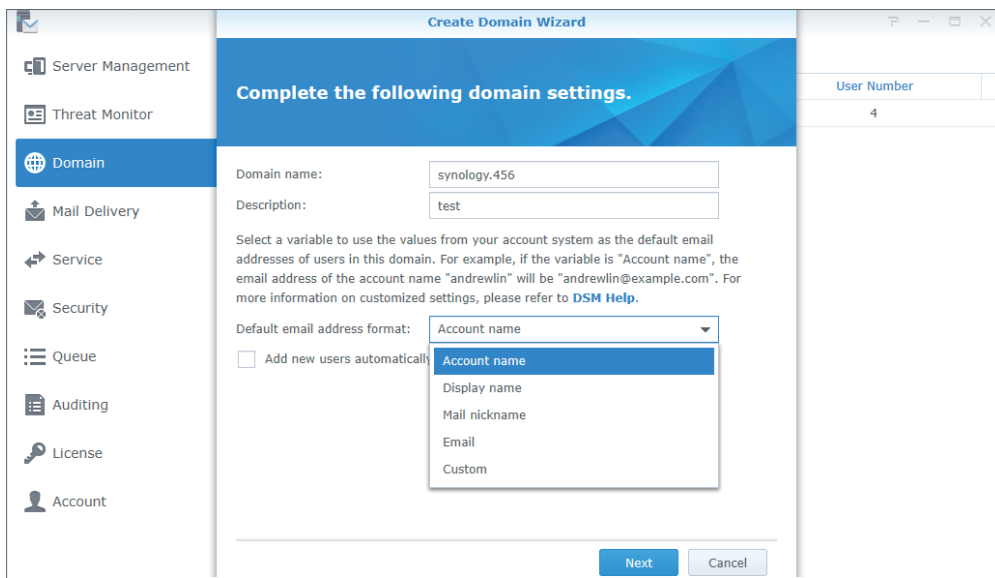 Create Domain Wizard
Server Management
Threat Monitor
Domain
Mail Delivery
Service
Security
Queue
Auditing
License
Account
Complete the following domain settings.
Domain name:
synology.456
Description:
test
Select a variable to use the values from your account system as the default email
addresses of users in this domain. For example, if the variable is "Account name", the
email address of the account name "andrewlin" will be "andrewlin@example.com". For
more information on customized settings, please refer to DSM Help.
Default email address format:
Account name
Add new users automatically
Account name
Display name
Mail nickname
Email
Custom
Next
Cancel
User Number
4